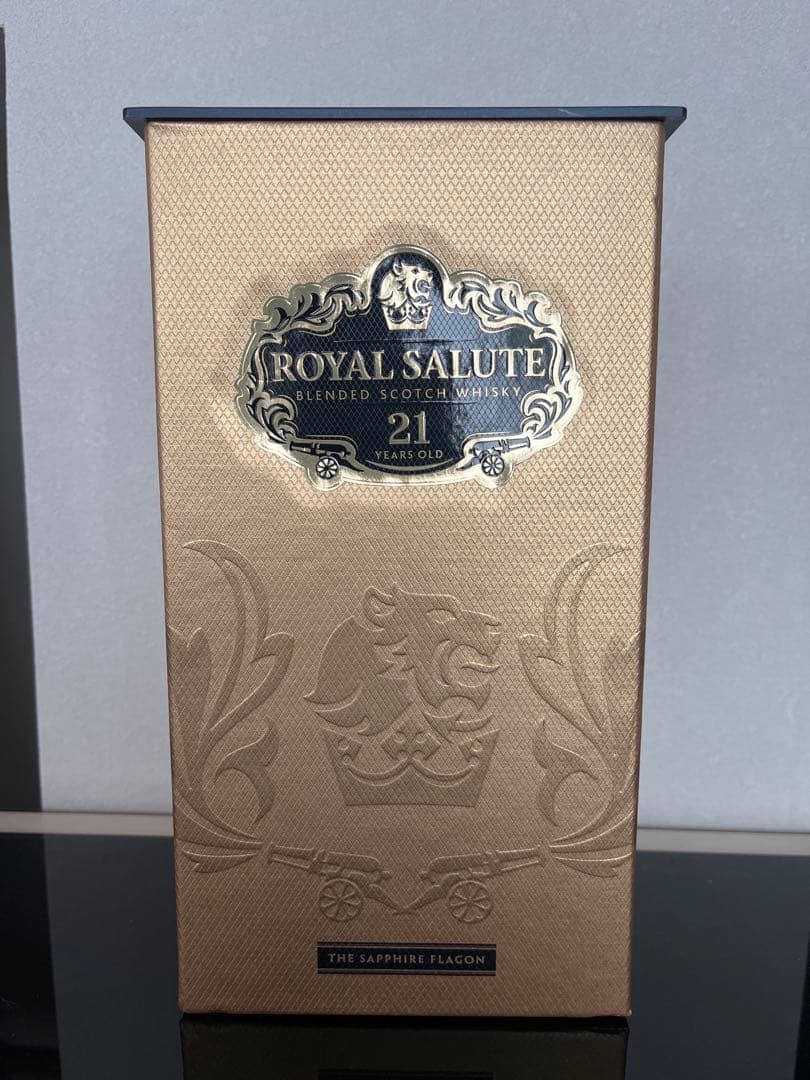 ROYAL SALUTE
BLENDED SCOTCH WHISKY
21
YEARS OLD
THE SAPPHIRE FLAGON